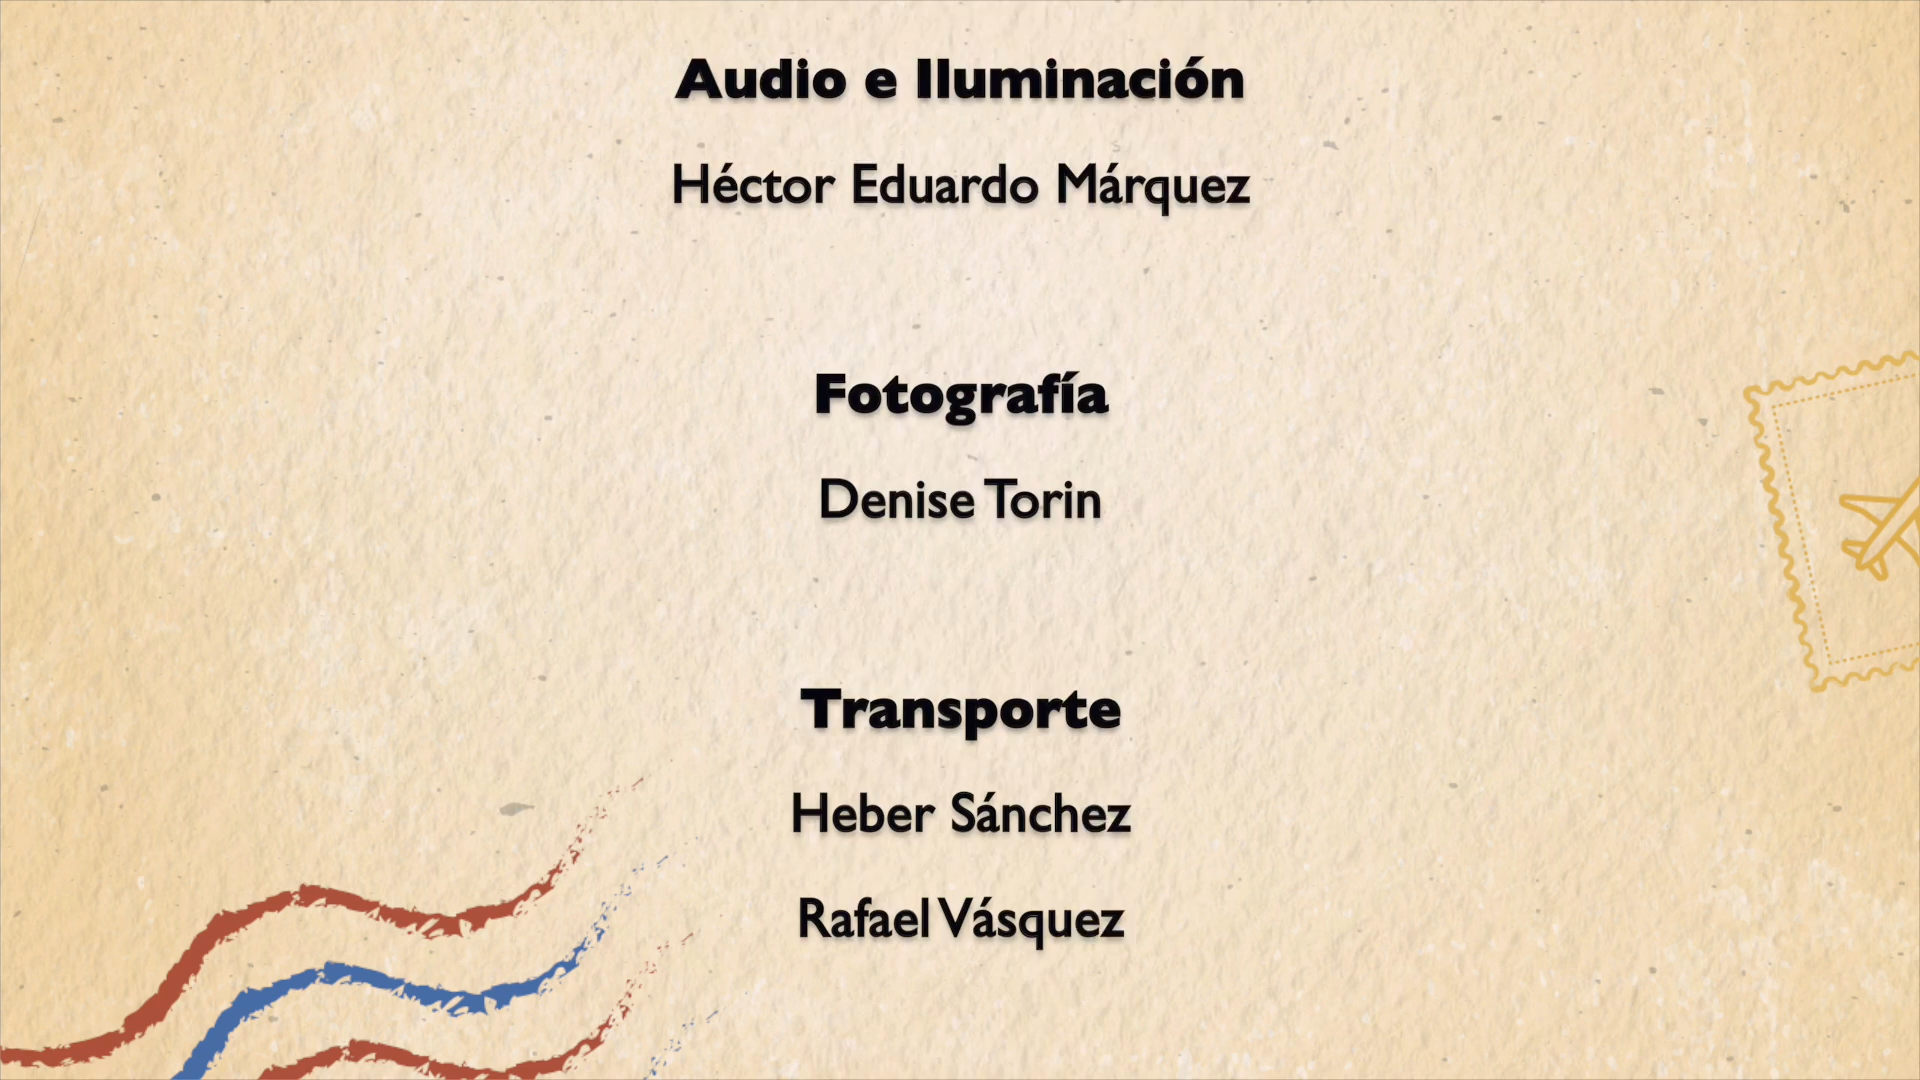 Audio e Iluminación
Héctor Eduardo Márquez
Fotografía
Denise Torin
Transporte
Heber Sánchez
Rafael Vásquez